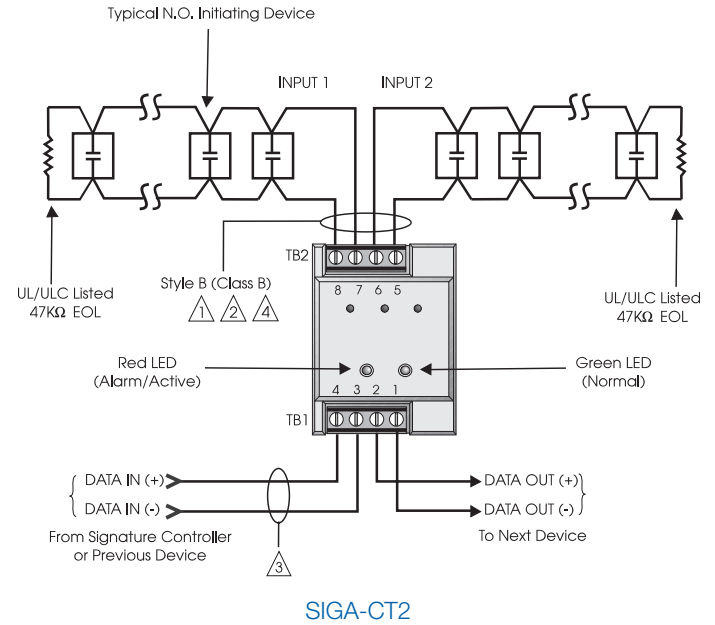 Typical N.O. Initiating Device
INPUT 1
INPUT 2
TB2
8 7 6 5
Style B (Class B)
1 2 4
UL/ULC Listed
47KΩ EOL
UL/ULC Listed
47KΩ EOL
Red LED
(Alarm/Active)
Green LED
(Normal)
4 3 2 1
TB1
DATA IN (+)
DATA IN (-)
From Signature Controller
or Previous Device
3
DATA OUT (+)
DATA OUT (-)
To Next Device
SIGA-CT2